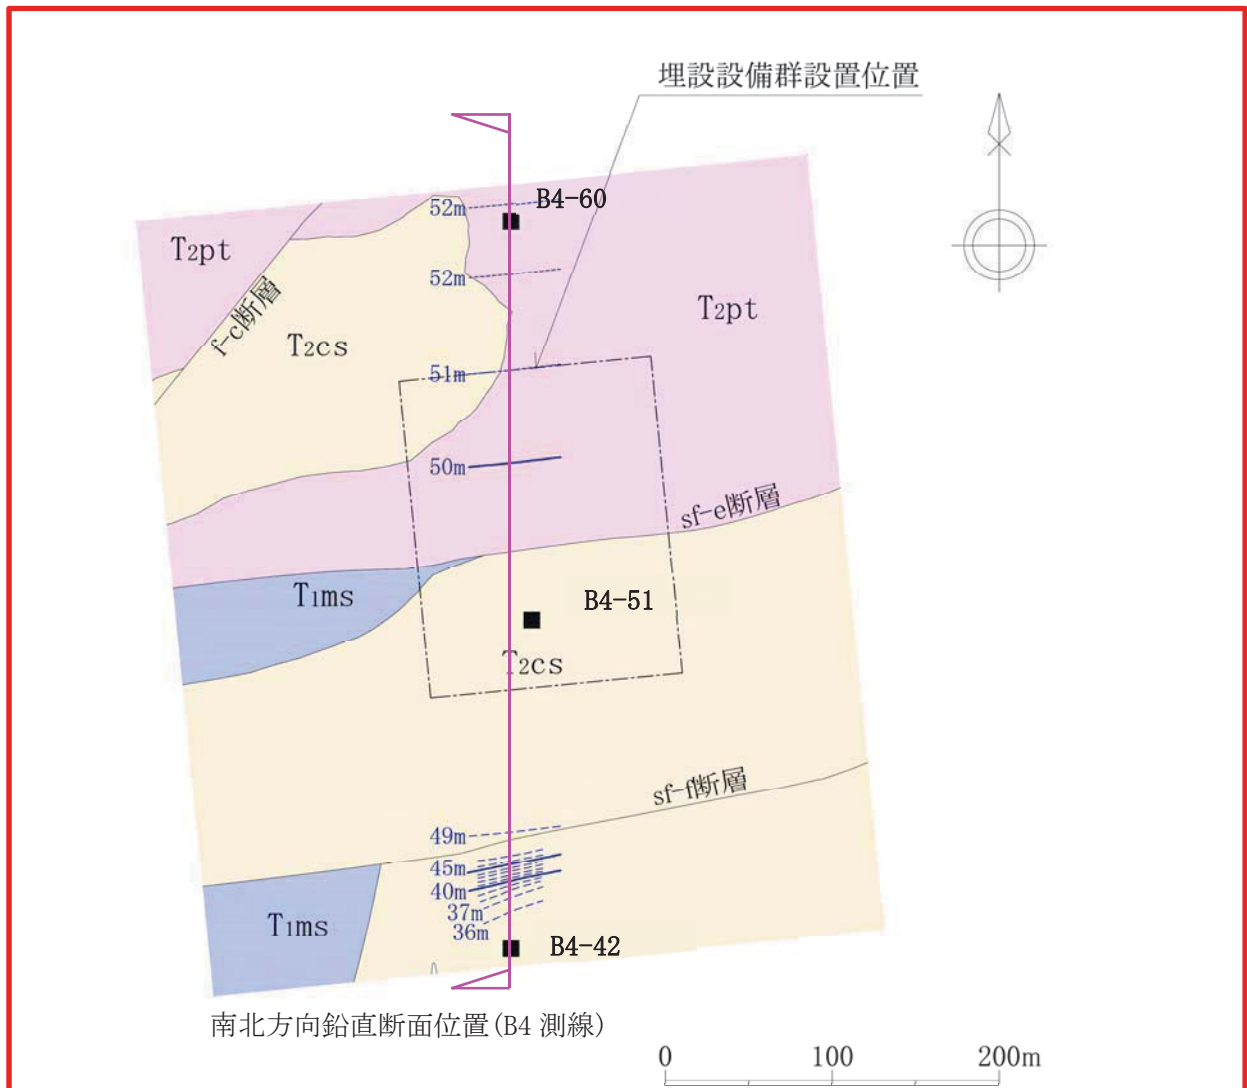 埋設設備群設置位置
52m
B4-60
T2pt
52m
T2pt
f-c断層
T2cs
51m
50m
sf-e断層
T1ms
B4-51
T2cs
sf-f断層
49m
45m
40m
37m
36m
T1ms
B4-42
南北方向鉛直断面位置(B4 測線)
0 100 200m